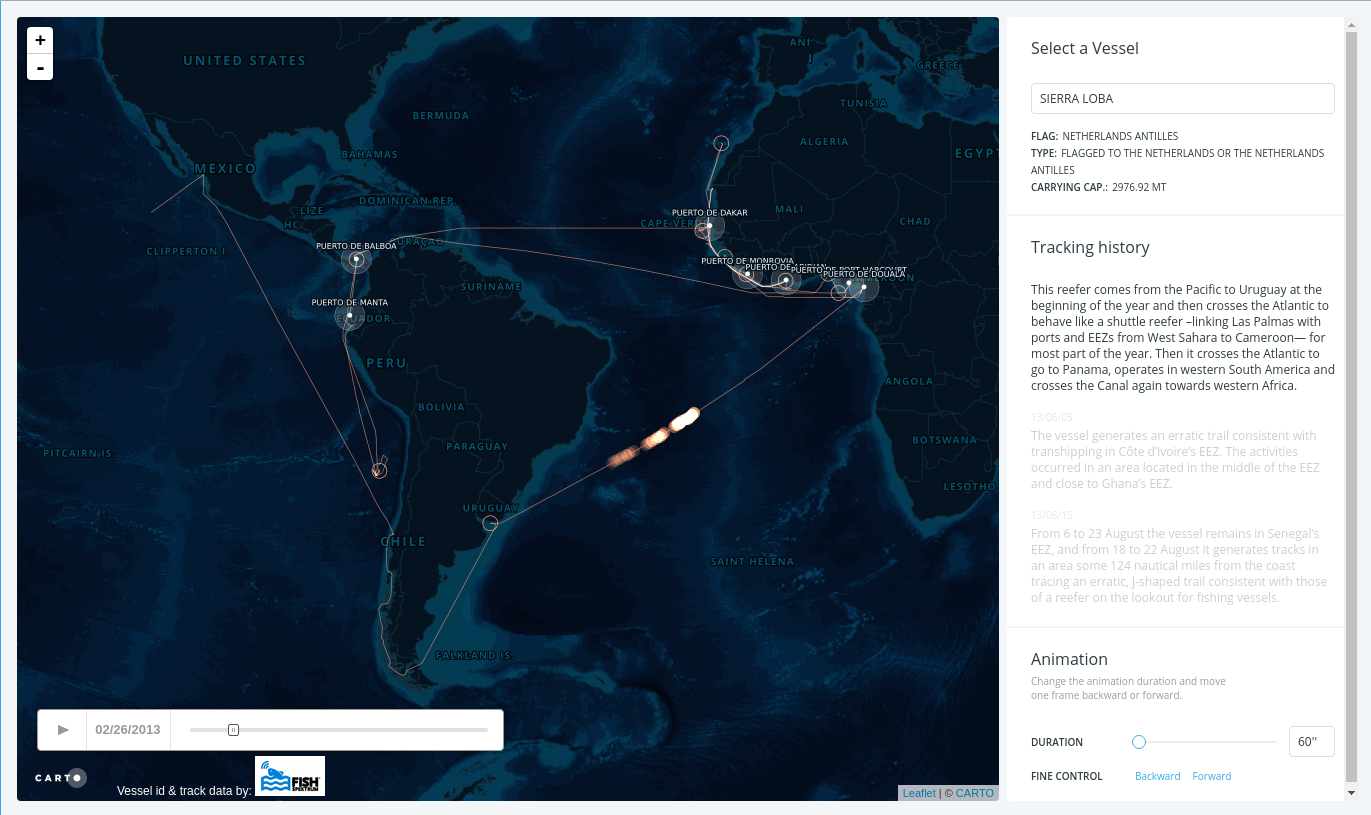 +
-
UNITED STATES
BERMUDA
MEXICO
BAHAMAS
DOMINICAN REP.
CLIPPERTON I.
PUERTO DE BALBOA
CURAÇAO
SURINAME
PUERTO DE MANTA
ECUADOR
PERU
BOLIVIA
PARAGUAY
PITCAIRN IS.
URUGUAY
CHILE
FALKLAND IS.
SAINT HELENA
GREECE
TUNISIA
ALGERIA
EGYPT
PUERTO DE DAKAR
CAPE VERDE
MALI
CHAD
PUERTO DE MONROVIA
PUERTO DE PORT HARCOURT
PUERTO DE DOUALA
ANGOLA
BOTSWANA
LESOTHO
02/26/2013
CARTO
Vessel id & track data by:
FISH
SPEKTRUM
Leaflet | © CARTO
Select a Vessel
SIERRA LOBA
FLAG: NETHERLANDS ANTILLES
TYPE: FLAGGED TO THE NETHERLANDS OR THE NETHERLANDS
ANTILLES
CARRYING CAP.: 2976.92 MT
Tracking history
This reefer comes from the Pacific to Uruguay at the
beginning of the year and then crosses the Atlantic to
behave like a shuttle reefer –linking Las Palmas with
ports and EEZs from West Sahara to Cameroon— for
most part of the year. Then it crosses the Atlantic to
go to Panama, operates in western South America and
crosses the Canal again towards western Africa.
13/06/05
The vessel generates an erratic trail consistent with
transhipping in Côte d’Ivoire’s EEZ. The activities
occurred in an area located in the middle of the EEZ
and close to Ghana’s EEZ.
13/08/15
From 6 to 23 August the vessel remains in Senegal’s
EEZ, and from 18 to 22 August it generates tracks in
an area some 124 nautical miles from the coast
tracing an erratic, J-shaped trail consistent with those
of a reefer on the lookout for fishing vessels.
Animation
Change the animation duration and move
one frame backward or forward.
DURATION
60"
FINE CONTROL
Backward Forward